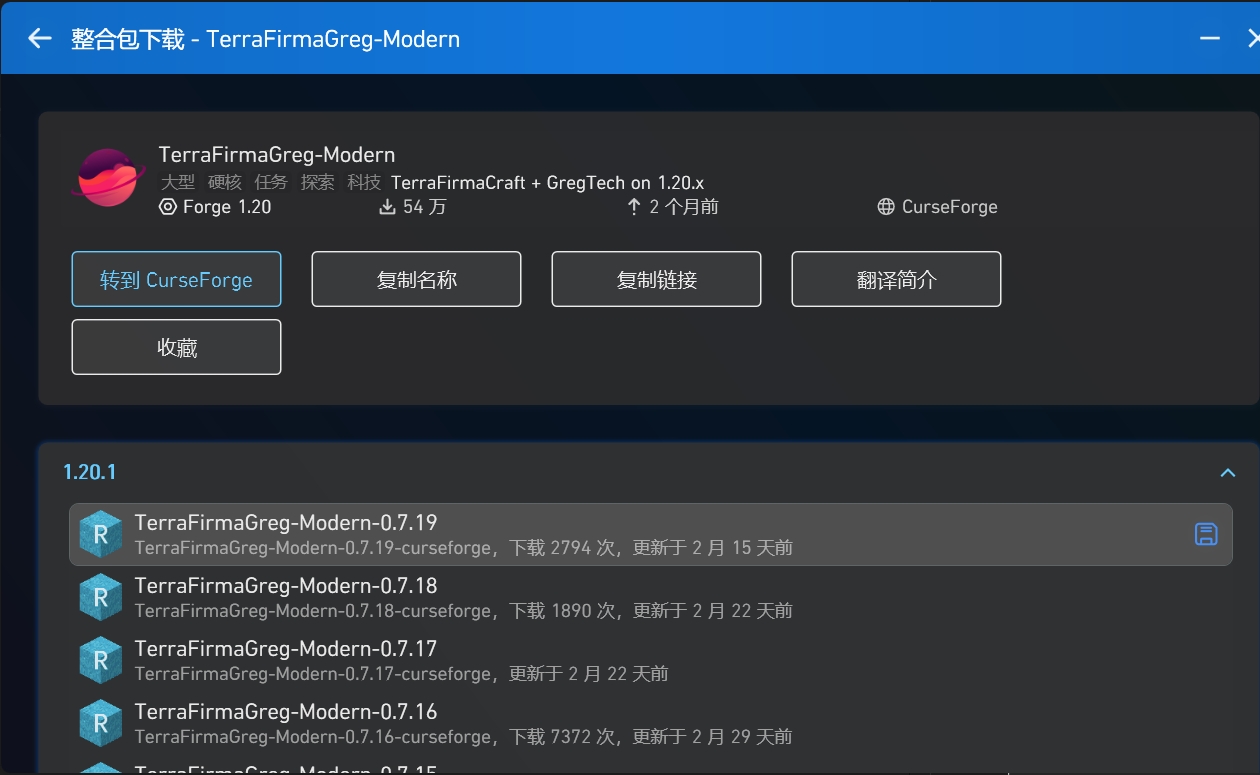 整合包下载 - TerraFirmaGreg-Modern
TerraFirmaGreg-Modern
大型 硬核 任务 探索 科技 TerraFirmaCraft + GregTech on 1.20.x
Forge 1.20 54 万 2 个月前 CurseForge
转到 CurseForge 复制名称 复制链接 翻译简介
收藏
1.20.1
TerraFirmaGreg-Modern-0.7.19
R
TerraFirmaGreg-Modern-0.7.19-curseforge，下载 2794 次，更新于 2 月 15 天前
TerraFirmaGreg-Modern-0.7.18
R
TerraFirmaGreg-Modern-0.7.18-curseforge，下载 1890 次，更新于 2 月 22 天前
TerraFirmaGreg-Modern-0.7.17
R
TerraFirmaGreg-Modern-0.7.17-curseforge，更新于 2 月 22 天前
TerraFirmaGreg-Modern-0.7.16
R
TerraFirmaGreg-Modern-0.7.16-curseforge，下载 7372 次，更新于 2 月 29 天前
TerraFirmaGreg-Modern-0.7.15